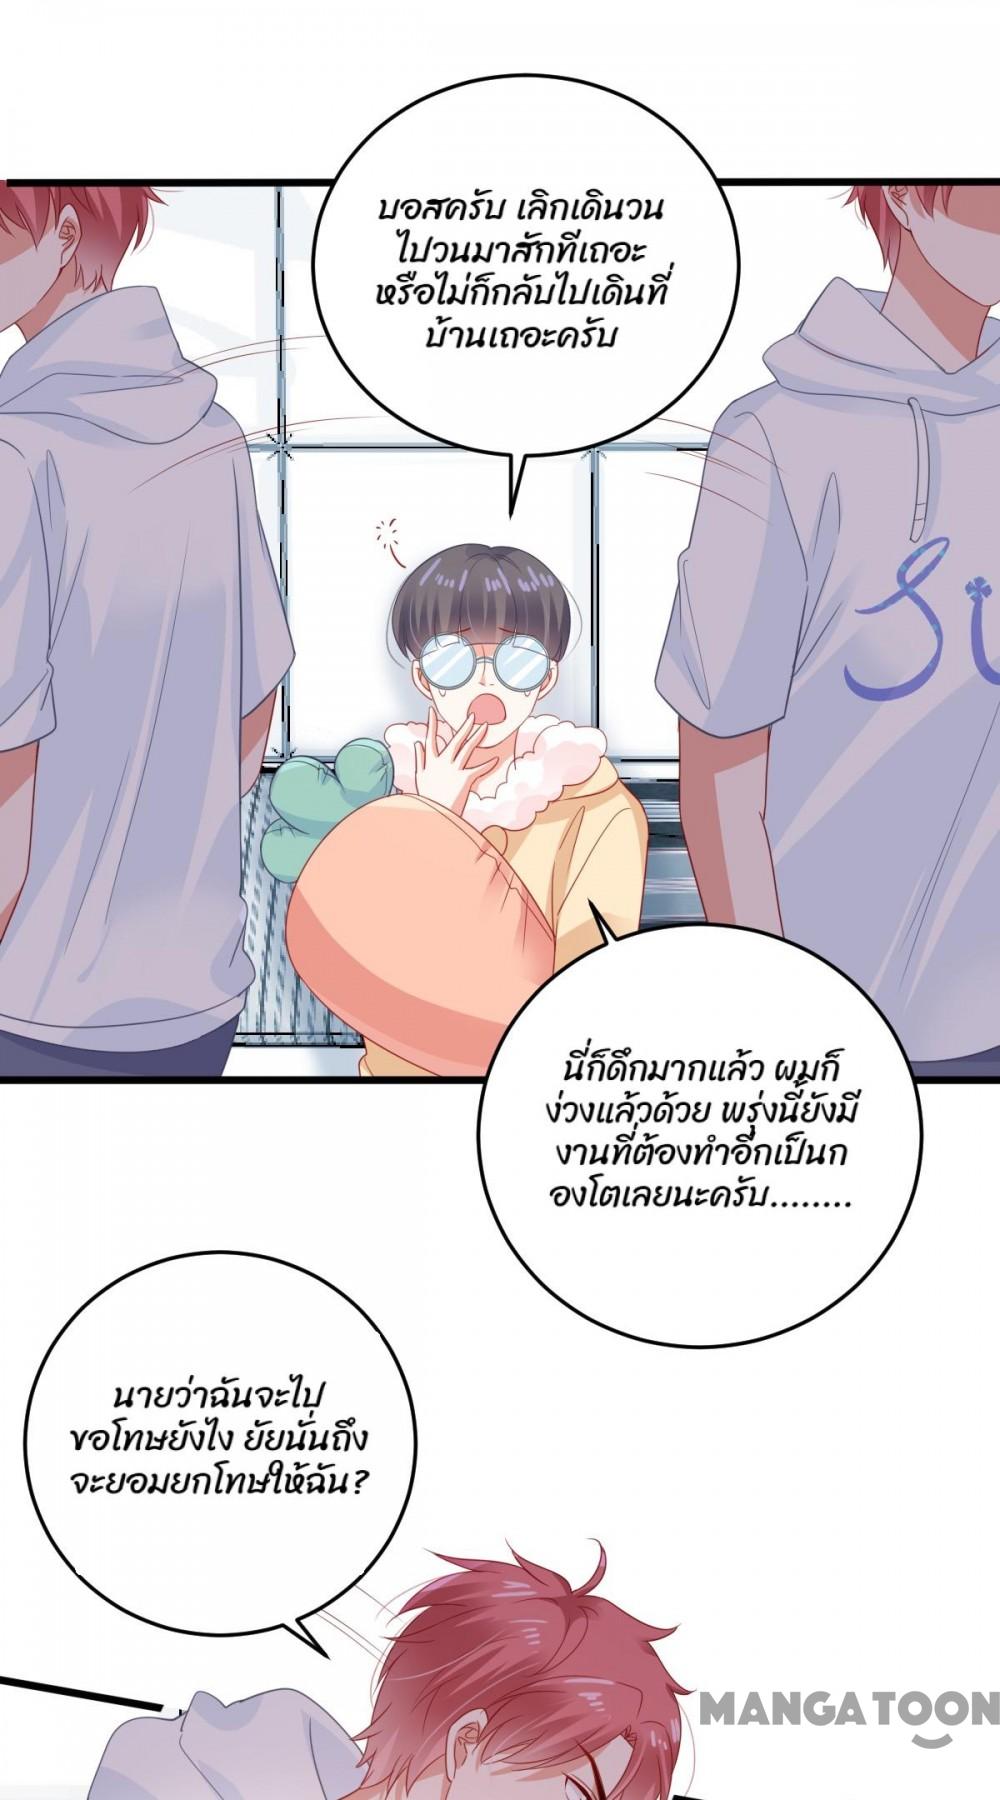 บอสครับ เลิกเดินวน
ไปวนมาสักทีเถอะ
หรือไม่ก็กลับไปเดินที่
บ้านเถอะครับ
นี่ก็ดึกมากแล้ว ผมก็
ง่วงแล้วด้วย พรุ่งนี้ยังมี
งานที่ต้องทำอีกเป็นก
องโตเลยนะครับ........
นายว่าฉันจะไป
ขอโทษยังไง ยัยนั่นถึง
จะยอมยกโทษให้ฉัน?
MANGATOON